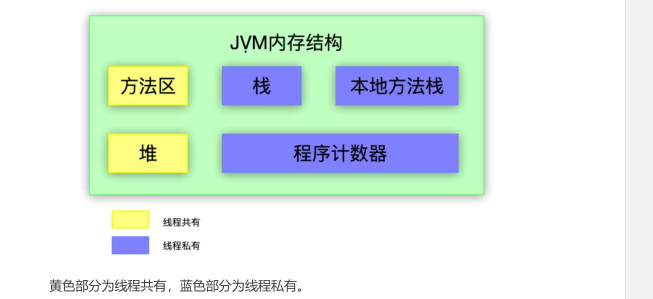 JVM内存结构
方法区
栈
本地方法栈
堆
程序计数器
线程共有
线程私有
黄色部分为线程共有，蓝色部分为线程私有。